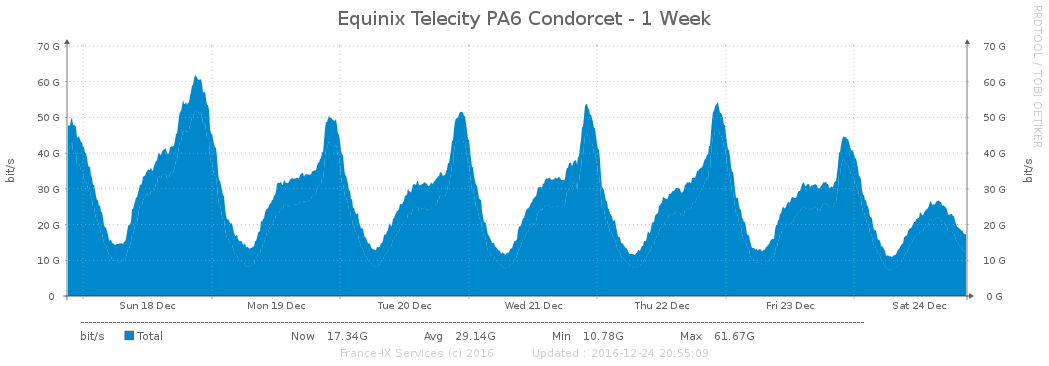 Equinix Telecity PA6 Condorcet - 1 Week
RRDTOOL / TOBI OETIKER
70 G 70 G
60 G 60 G
50 G 50 G
40 G 40 G
30 G 30 G
20 G 20 G
10 G 10 G
0 0 G
bit/s
bit/s
Sun 18 Dec Mon 19 Dec Tue 20 Dec Wed 21 Dec Thu 22 Dec Fri 23 Dec Sat 24 Dec
bit/s Total Now 17.34G Avg 29.14G Min 10.78G Max 61.67G
France-IX Services (c) 2016 Updated : 2016-12-24 20:55:09